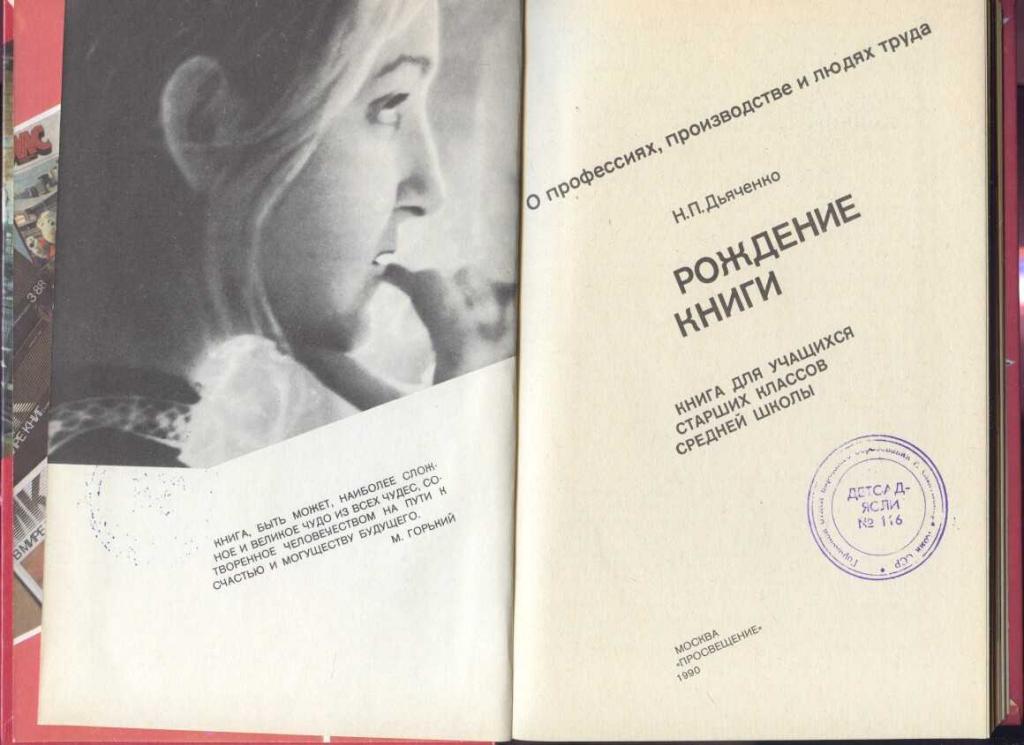 КНИГА, БЫТЬ МОЖЕТ, НАИБОЛЕЕ СЛОЖ-
НОЕ И ВЕЛИКОЕ ЧУДО ИЗ ВСЕХ ЧУДЕС, СО-
ТВОРЕННОЕ ЧЕЛОВЕЧЕСТВОМ НА ПУТИ К
СЧАСТЬЮ И МОГУЩЕСТВУ БУДУЩЕГО.
М. ГОРЬКИЙ
О профессиях, производстве и людях труда
Н.П. Дьяченко
РОЖДЕНИЕ
КНИГИ
КНИГА ДЛЯ УЧАЩИХСЯ
СТАРШИХ КЛАССОВ
СРЕДНЕЙ ШКОЛЫ
ДЕТСАД-
ЯСЛИ
№ 116
МОСКВА
"ПРОСВЕЩЕНИЕ"
1990